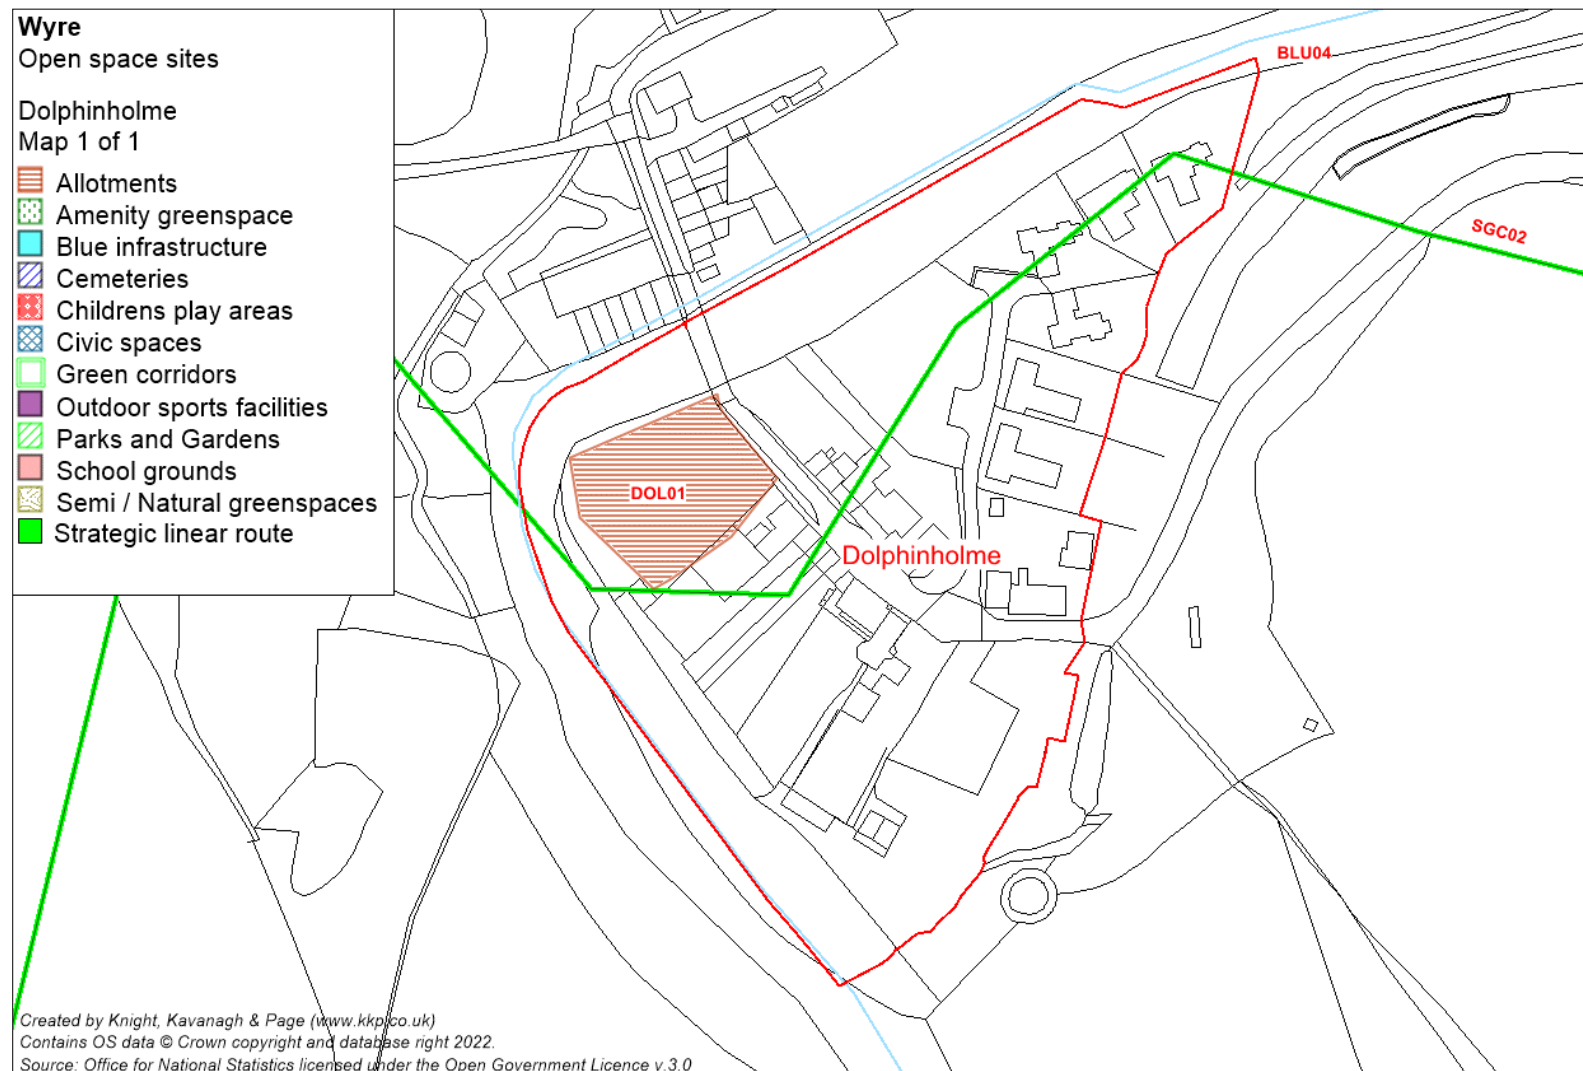 Wyre
Open space sites
Dolphinholme
Map 1 of 1
Allotments
Amenity greenspace
Blue infrastructure
Cemeteries
Childrens play areas
Civic spaces
Green corridors
Outdoor sports facilities
Parks and Gardens
School grounds
Semi / Natural greenspaces
Strategic linear route
BLU04
SGC02
DOL01
Dolphinholme
Created by Knight, Kavanagh & Page (www.kkp.co.uk)
Contains OS data © Crown copyright and database right 2022.
Source: Office for National Statistics licensed under the Open Government Licence v.3.0